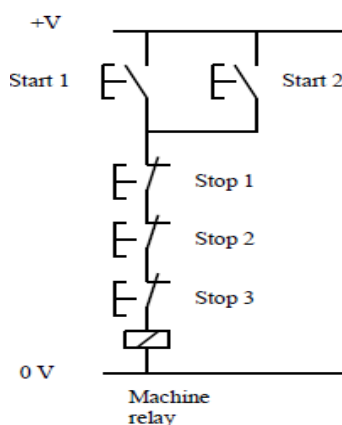 +V
Start 1
Start 2
Stop 1
Stop 2
Stop 3
0 V
Machine
relay